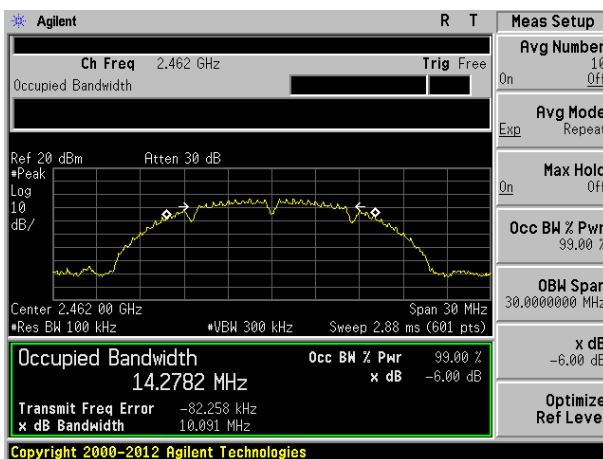 Agilent R T
Ch Freq 2.462 GHz Trig Free
Occupied Bandwidth
Ref 20 dBm Atten 30 dB
#Peak
Log
10
dB/
Center 2.462 00 GHz Span 30 MHz
#Res BW 100 kHz #VBW 300 kHz Sweep 2.88 ms (601 pts)
Occupied Bandwidth Occ BW % Pwr 99.00 %
14.2782 MHz x dB -6.00 dB
Transmit Freq Error -82.258 kHz
x dB Bandwidth 10.091 MHz
Copyright 2000-2012 Agilent Technologies
Meas Setup
Avg Number
10
On Off
Avg Mode
Exp Repeat
Max Hold
On Off
Occ BW % Pwr
99.00 %
OBW Span
30.0000000 MHz
x dB
-6.00 dB
Optimize
Ref Level